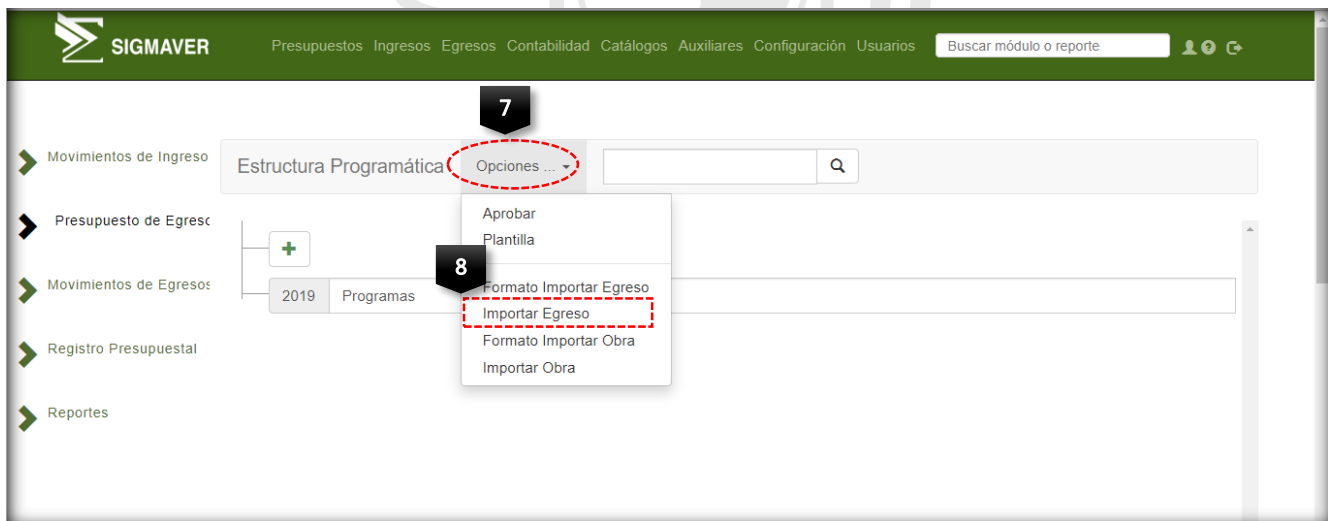 SIGMAVER
Presupuestos Ingresos Egresos Contabilidad Catálogos Auxiliares Configuración Usuarios
Buscar módulo o reporte
7
Movimientos de Ingreso
Estructura Programática
Opciones ...
Aprobar
Plantilla
Presupuesto de Egreso
8
Formato Importar Egreso
Movimientos de Egresos
2019 Programas
Importar Egreso
Formato Importar Obra
Registro Presupuestal
Importar Obra
Reportes